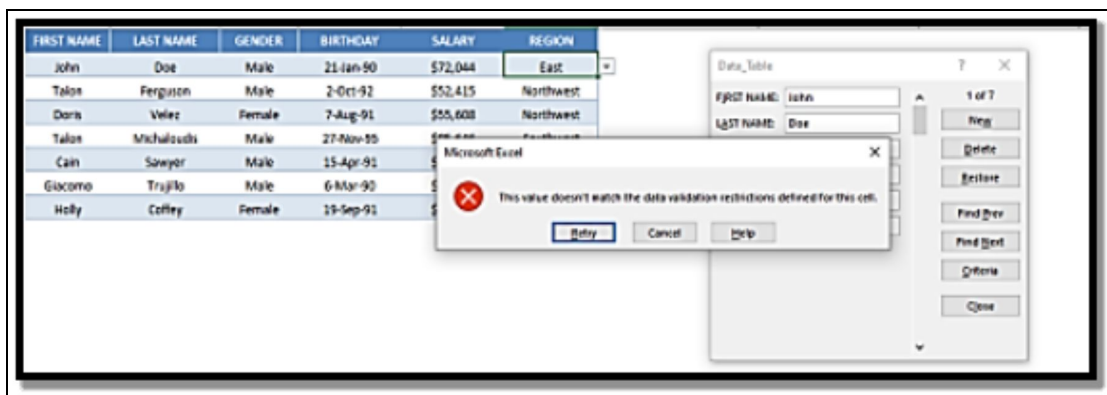 FIRST NAME LAST NAME GENDER BIRTHDAY SALARY REGION
John Doe Male 21-Jan-90 $72,044 East
Talon Ferguson Male 2-Oct-92 $52,415 Northwest
Doris Velez Female 7-Aug-91 $55,608 Northwest
Talon Michaloudis Male 27-Nov-95
Cain Sawyer Male 15-Apr-91
Giacomo Trujillo Male 6-Mar-90
Holly Coffey Female 19-Sep-91
Data_Table ? ×
FIRST NAME: John
LAST NAME: Doe
1 of 7
New
Delete
Restore
Find Prev
Find Next
Criteria
Close
Microsoft Excel ×
This value doesn't match the data validation restrictions defined for this cell.
Retry Cancel Help